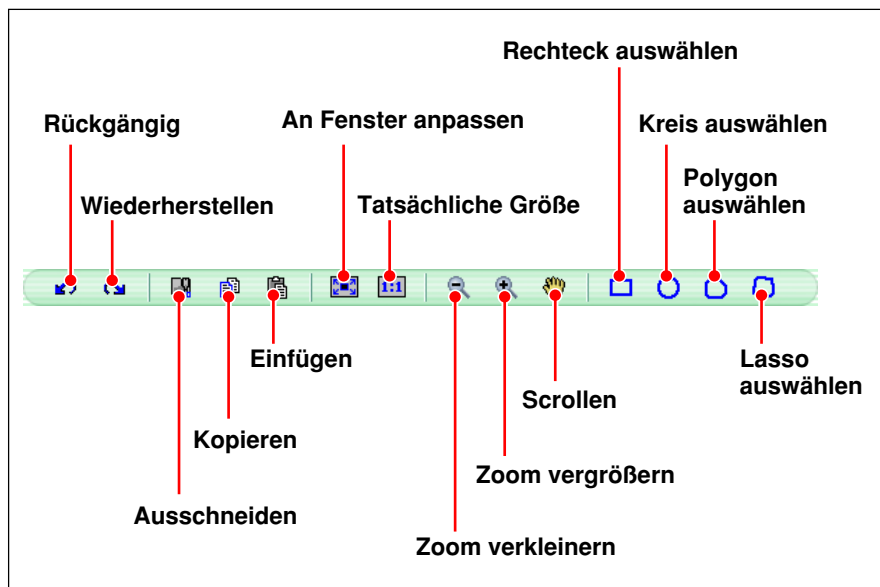 Rechteck auswählen
An Fenster anpassen
Kreis auswählen
Rückgängig
Polygon
auswählen
Wiederherstellen
Tatsächliche Größe
1:1
Einfügen
Lasso
auswählen
Scrollen
Kopieren
Zoom vergrößern
Ausschneiden
Zoom verkleinern